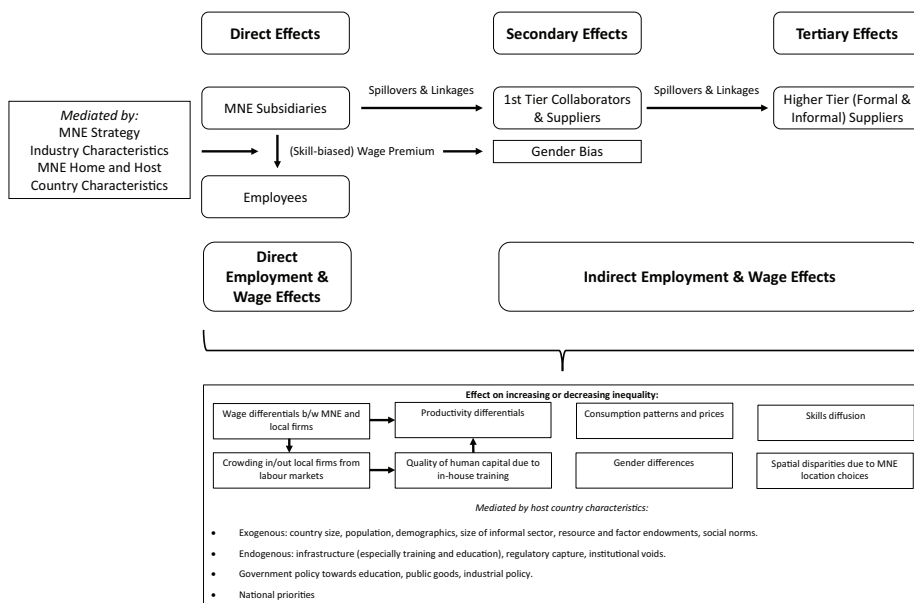 Direct Effects
Secondary Effects
Tertiary Effects
Mediated by:
MNE Strategy
Industry Characteristics
MNE Home and Host
Country Characteristics
MNE Subsidiaries
Spillovers & Linkages
1st Tier Collaborators
& Suppliers
Spillovers & Linkages
Higher Tier (Formal &
Informal) Suppliers
(Skill-biased) Wage Premium
Gender Bias
Employees
Direct
Employment &
Wage Effects
Indirect Employment & Wage Effects
Effect on increasing or decreasing inequality:
Wage differentials b/w MNE and
local firms
Productivity differentials
Consumption patterns and prices
Skills diffusion
Crowding in/out local firms from
labour markets
Quality of human capital due to
in-house training
Gender differences
Spatial disparities due to MNE
location choices
Mediated by host country characteristics:
• Exogenous: country size, population, demographics, size of informal sector, resource and factor endowments, social norms.
• Endogenous: infrastructure (especially training and education), regulatory capture, institutional voids.
• Government policy towards education, public goods, industrial policy.
• National priorities